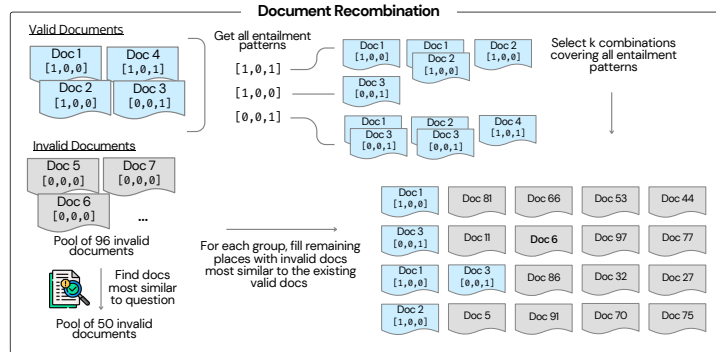 Document Recombination
Valid Documents
Doc 1
[1,0,0]
Doc 4
[1,0,1]
Doc 2
[1,0,0]
Doc 3
[0,0,1]
Get all entailment
patterns
[1,0,1]
[1,0,0]
[0,0,1]
Doc 1
[1,0,0]
Doc 1
Doc 2
[1,0,0]
Doc 2
[1,0,0]
Doc 3
[0,0,1]
Doc 1
Doc 3
[0,0,1]
Doc 2
Doc 3
[0,0,1]
Doc 4
[1,0,1]
Select k combinations
covering all entailment
patterns
Invalid Documents
Doc 5
[0,0,0]
Doc 7
[0,0,0]
Doc 6
[0,0,0]
...
Pool of 96 invalid
documents
Find docs
most similar
to question
Pool of 50 invalid
documents
For each group, fill remaining
places with invalid docs
most similar to the existing
valid docs
Doc 1
[1,0,0]
Doc 81
Doc 66
Doc 53
Doc 44
Doc 3
[0,0,1]
Doc 11
Doc 6
Doc 97
Doc 77
Doc 1
[1,0,0]
Doc 3
[0,0,1]
Doc 86
Doc 32
Doc 27
Doc 2
[1,0,0]
Doc 5
Doc 91
Doc 70
Doc 75